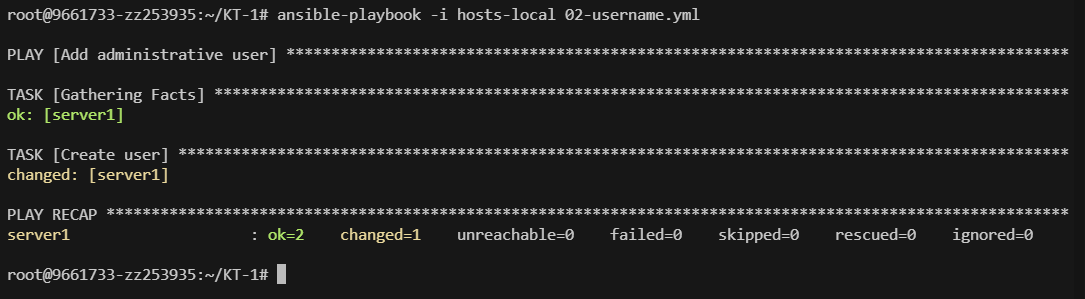 root@9661733-zz253935:~/KT-1# ansible-playbook -i hosts-local 02-username.yml
PLAY [Add administrative user] ***************************************************************************************
TASK [Gathering Facts] ***********************************************************************************************
ok: [server1]
TASK [Create user] ***************************************************************************************************
changed: [server1]
PLAY RECAP ***********************************************************************************************************
server1                    : ok=2    changed=1    unreachable=0    failed=0    skipped=0    rescued=0    ignored=0
root@9661733-zz253935:~/KT-1#